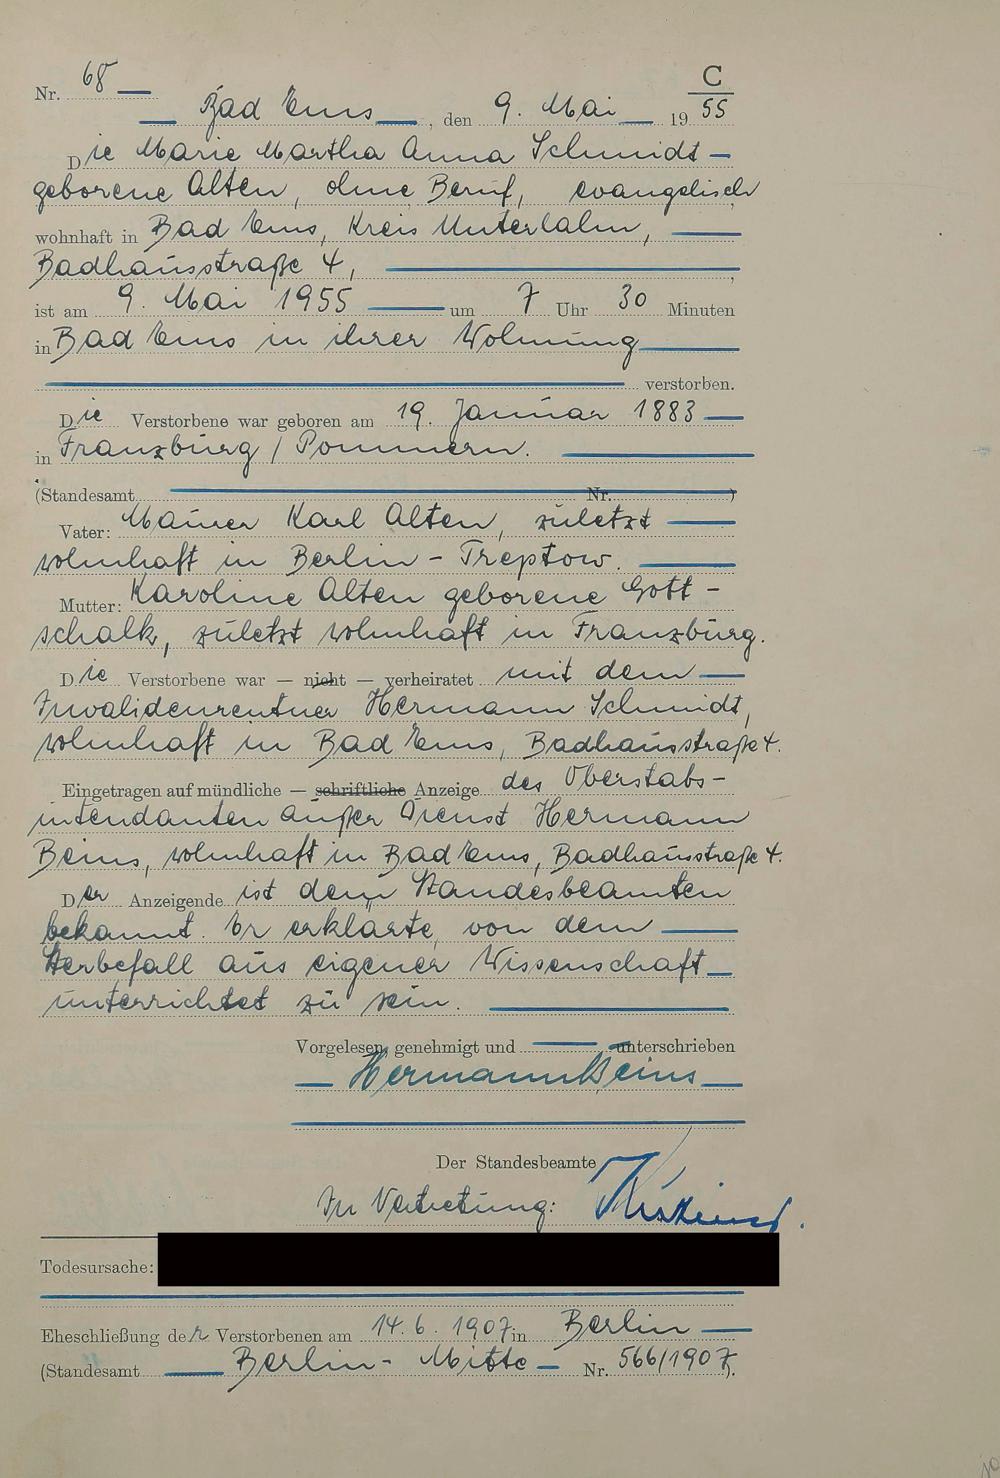 Nr. 68
C
Bad Ems, den 9. Mai 19 55
Die Marie Martha Anna Schmidt
geborene Alten, ohne Beruf, evangelisch
wohnhaft in Bad Ems, Kreis Unterlahn,
Badhausstraße 4,
ist am 9. Mai 1955 um 7 Uhr 30 Minuten
in Bad Ems in ihrer Wohnung
verstorben.
Die Verstorbene war geboren am 19. Januar 1883
in Franzburg / Pommern.
(Standesamt Nr. )
Vater: Maurer Karl Alten, zuletzt
wohnhaft in Berlin - Treptow.
Mutter: Karoline Alten geborene Gott-
schalk, zuletzt wohnhaft in Franzburg.
Die Verstorbene war — nicht — verheiratet mit dem
Invalidenrentner Hermann Schmidt,
wohnhaft in Bad Ems, Badhausstraße 4.
Eingetragen auf mündliche — schriftliche Anzeige des Oberstabs-
intendanten außer Dienst Hermann
Beins, wohnhaft in Bad Ems, Badhausstraße 4.
Der Anzeigende ist dem Standesbeamten
bekannt. Er erklärte, von dem
Sterbefall aus eigener Wissenschaft
unterrichtet zu sein.
Vorgelesen, genehmigt und unterschrieben
Hermann Beins
Der Standesbeamte
In Vertretung:
Todesursache:
Eheschließung der Verstorbenen am 14.6.1907 in Berlin
(Standesamt Berlin - Mitte Nr. 566/1907).